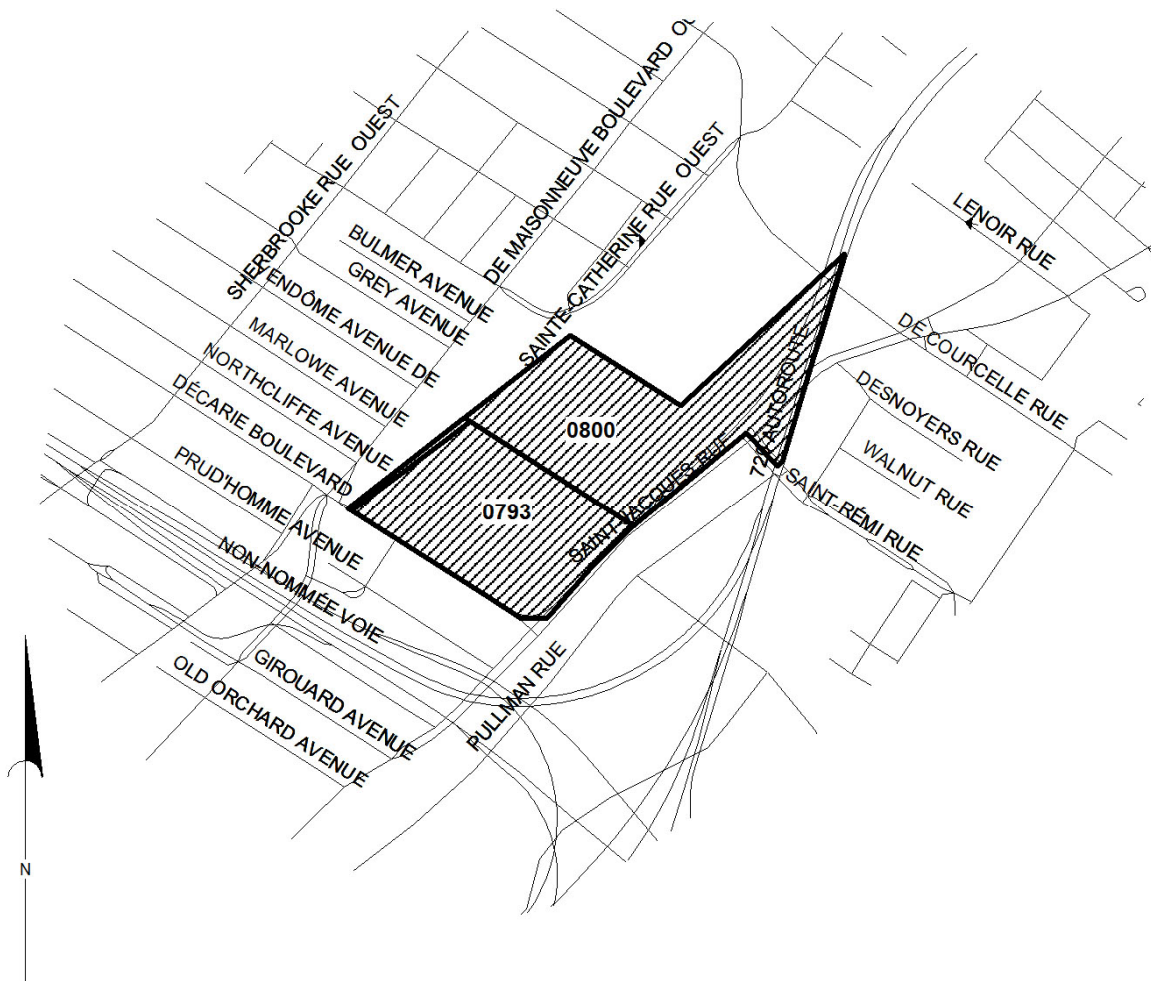 SHERBROOKE RUE OUEST
DE MAISONNEUVE BOULEVARD OU
SAINTE-CATHERINE RUE OUEST
LENOIR RUE
BULMER AVENUE
GREY AVENUE
VENDÔME AVENUE DE
MARLOWE AVENUE
NORTHCLIFFE AVENUE
DÉCARIE BOULEVARD
PRUD'HOMME AVENUE
NON-NOMMÉE VOIE
GIROUARD AVENUE
OLD ORCHARD AVENUE
0800
0793
SAINT-JACQUES RUE
AUTOROUTE
DE COURCELLE RUE
DESNOYERS RUE
WALNUT RUE
SAINT-RÉMI RUE
PULLMAN RUE
N